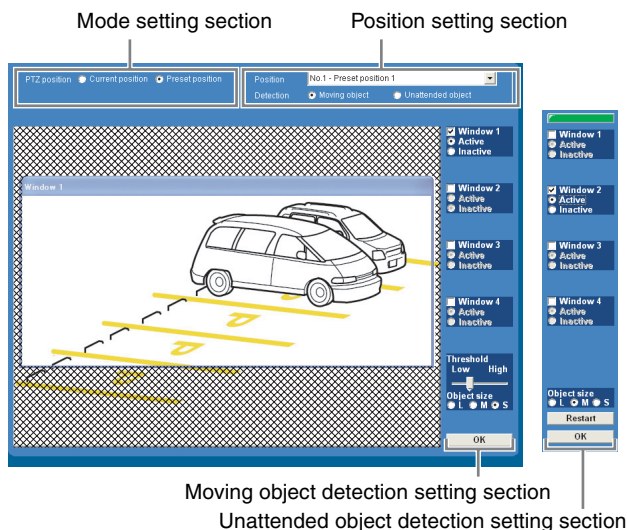 Mode setting section
Position setting section
PTZ position Current position Preset position
Position No.1 - Preset position 1
Detection Moving object Unattended object
Window 1
Active
Inactive
Window 2
Active
Inactive
Window 3
Active
Inactive
Window 4
Active
Inactive
Threshold
Low High
Object size
L M S
OK
Window 1
Window 1
Active
Inactive
Window 2
Active
Inactive
Window 3
Active
Inactive
Window 4
Active
Inactive
Object size
L M S
Restart
OK
Moving object detection setting section
Unattended object detection setting section